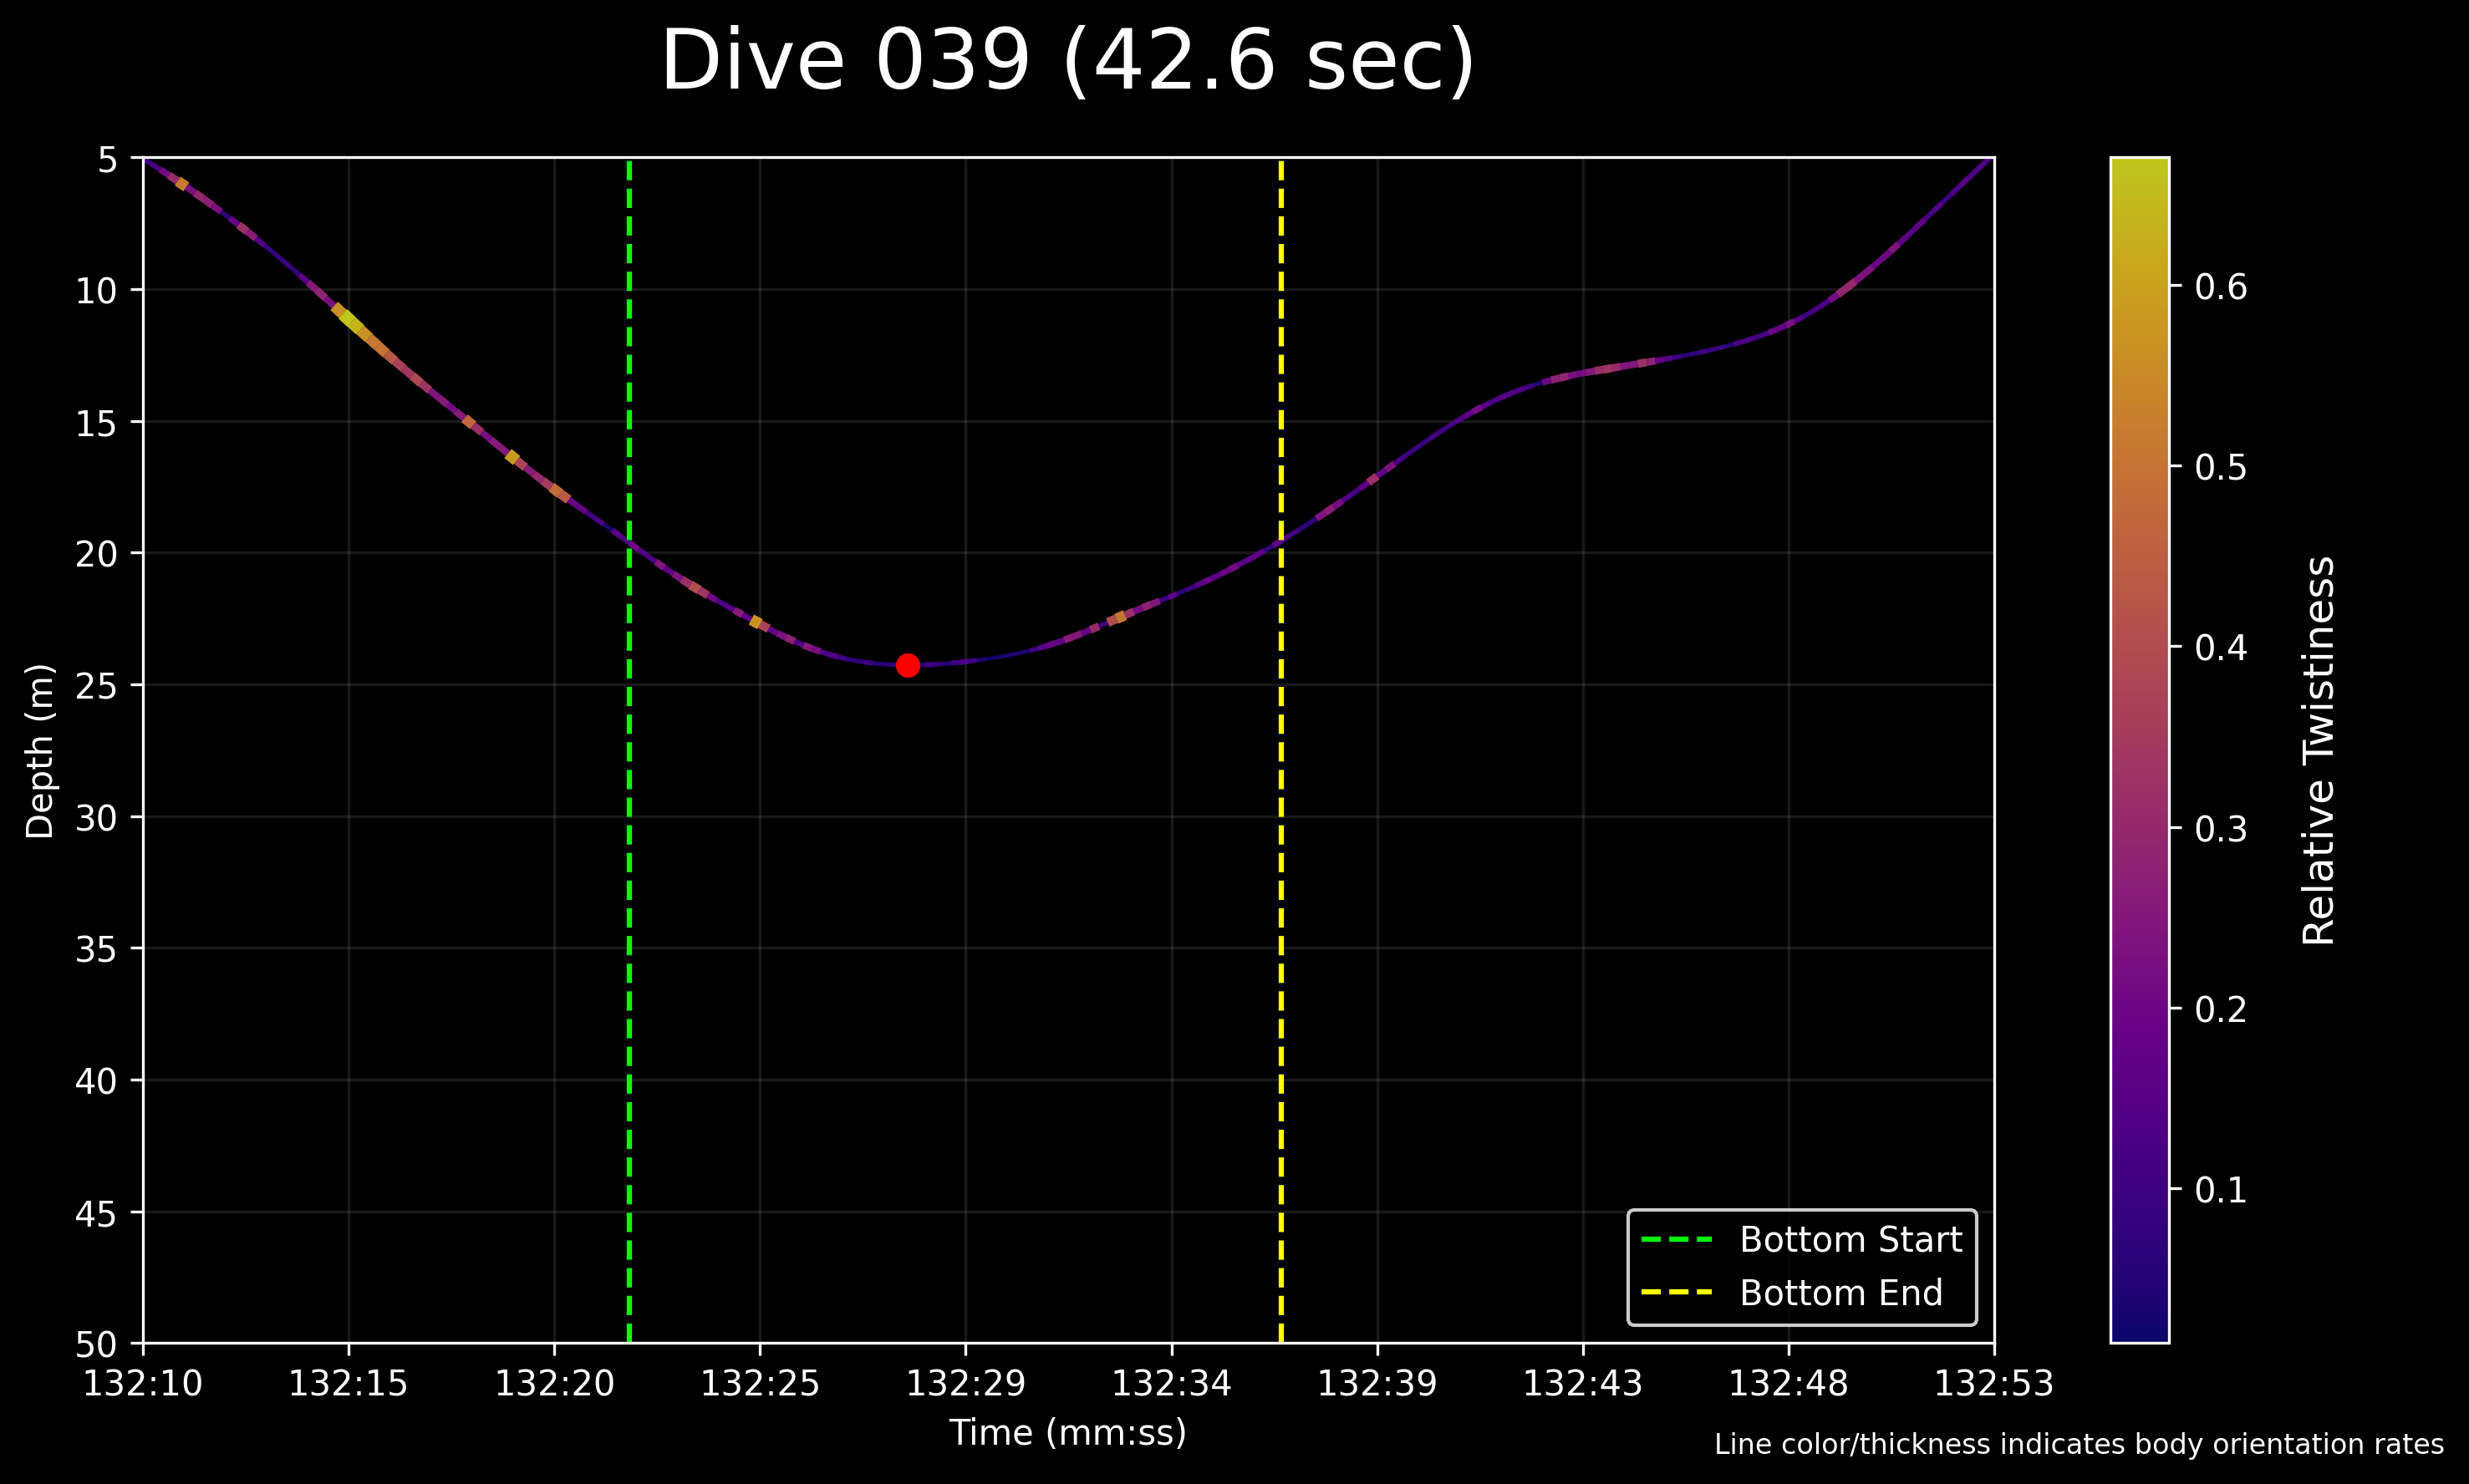 Dive 039 (42.6 sec)
5
10
15
20
25
30
35
40
45
50
Depth (m)
132:10 132:15 132:20 132:25 132:29 132:34 132:39 132:43 132:48 132:53
Time (mm:ss)
Bottom Start
Bottom End
0.6
0.5
0.4
0.3
0.2
0.1
Relative Twistiness
Line color/thickness indicates body orientation rates